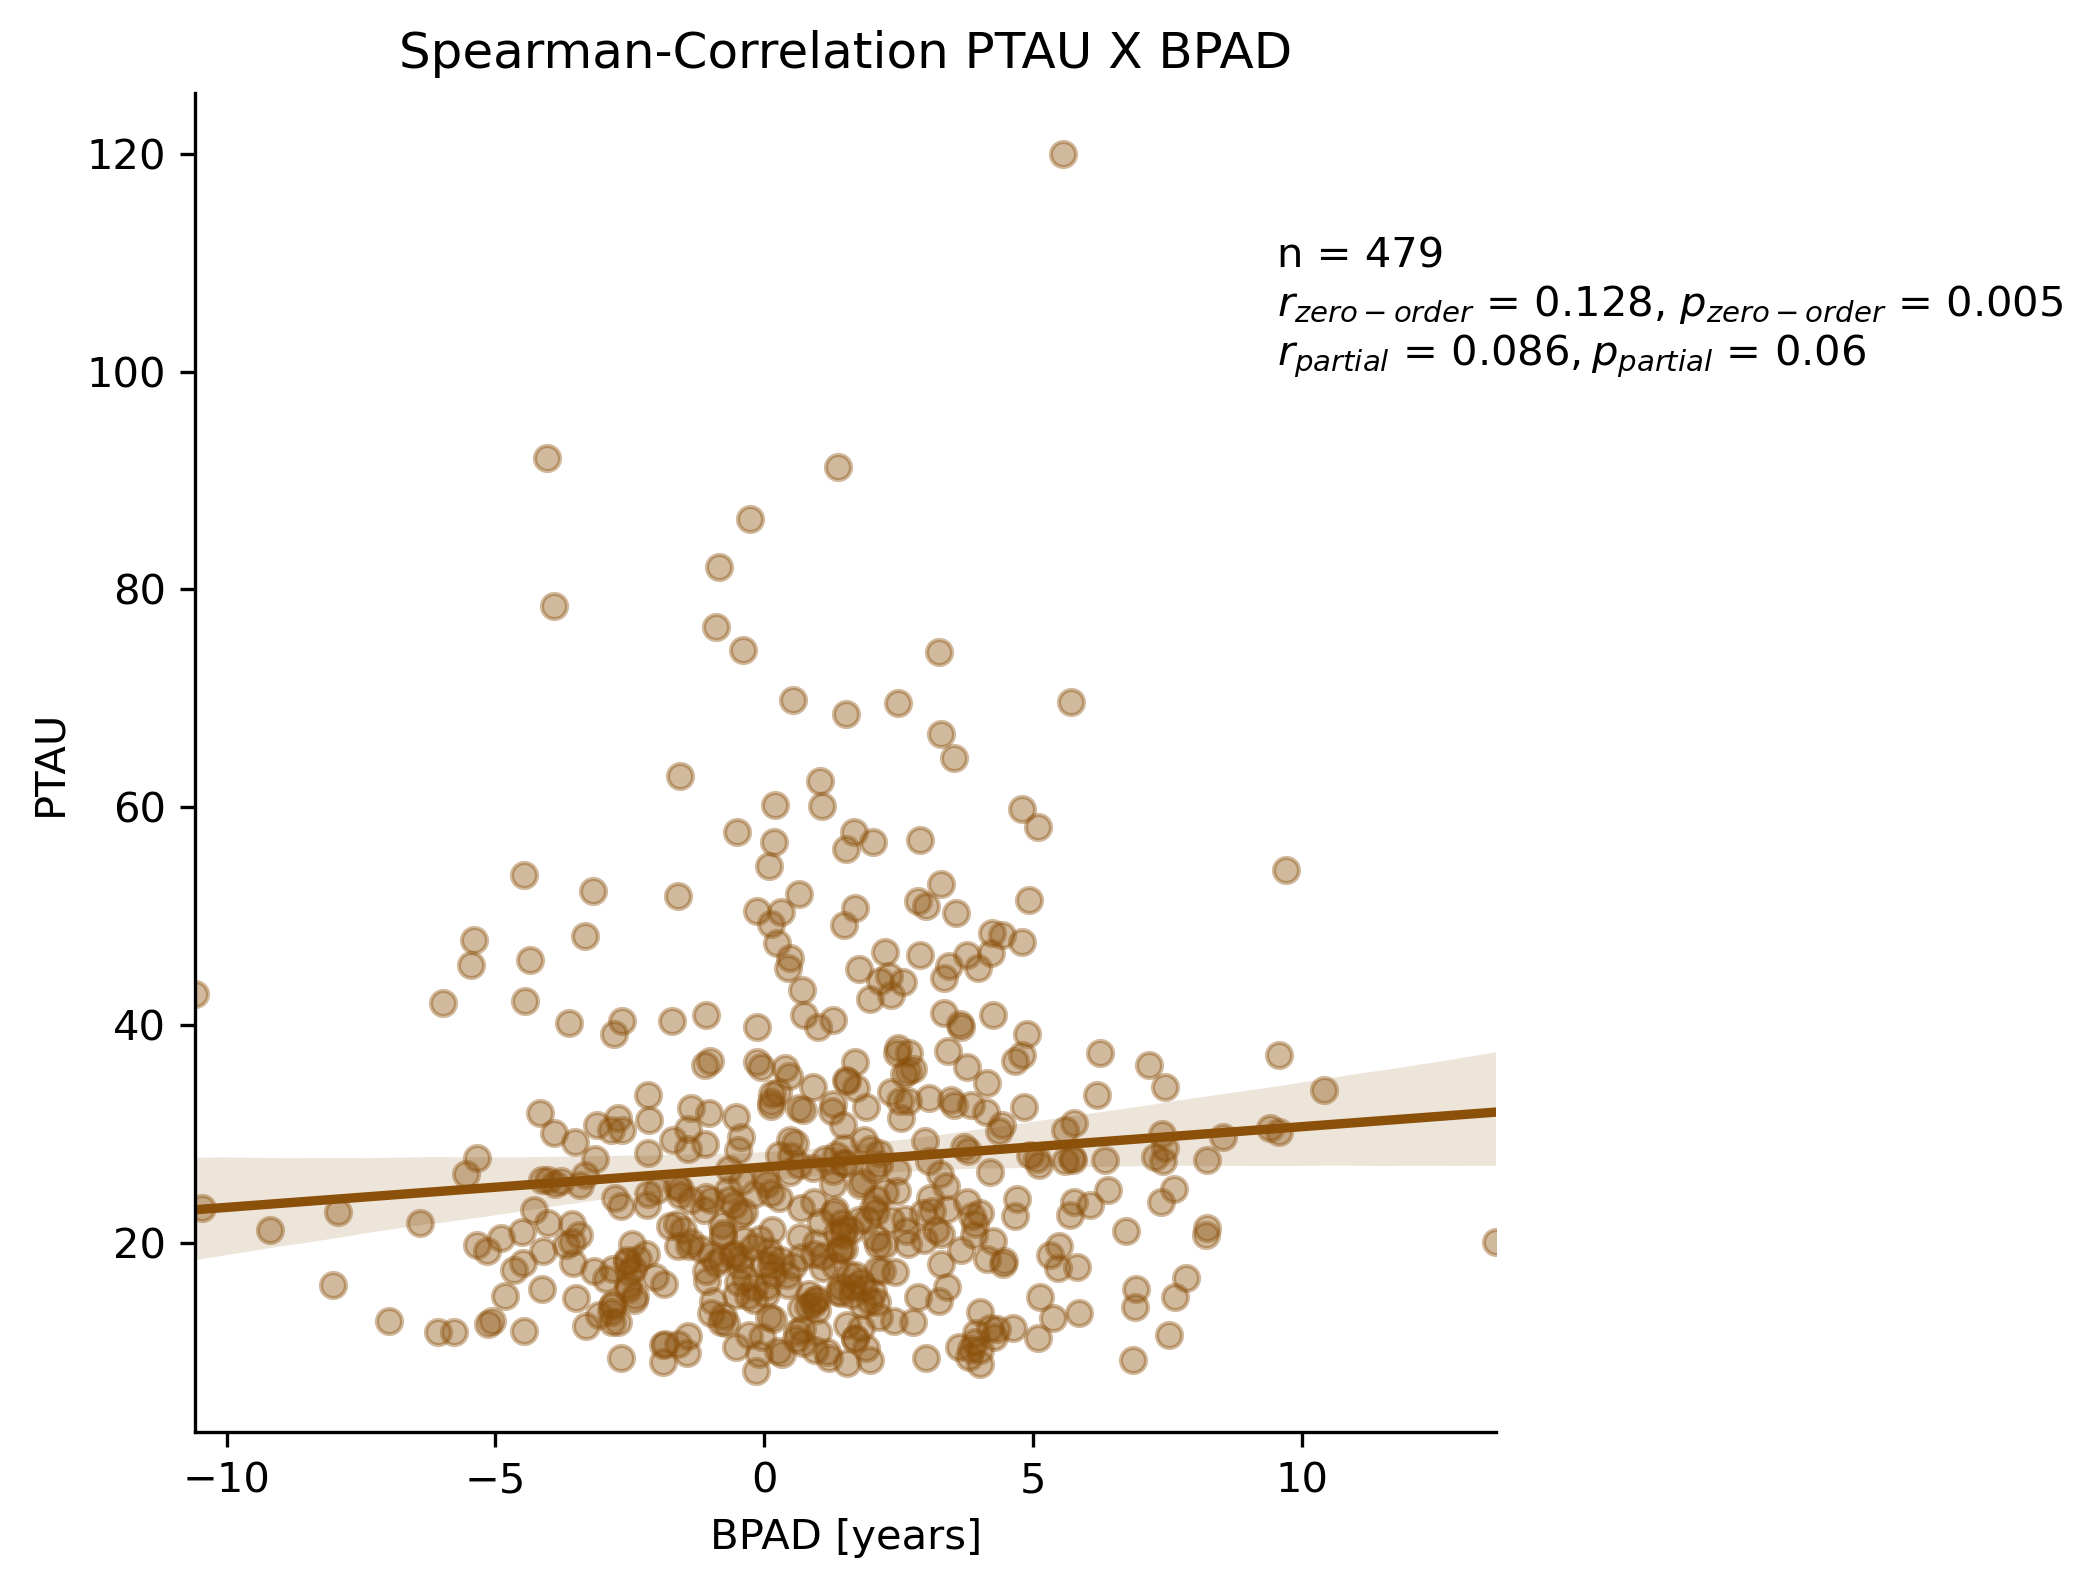 Spearman-Correlation PTAU X BPAD
120
100
80
60
40
20
PTAU
n = 479
r_zero-order = 0.128, p_zero-order = 0.005
r_partial = 0.086, p_partial = 0.06
−10 −5 0 5 10
BPAD [years]